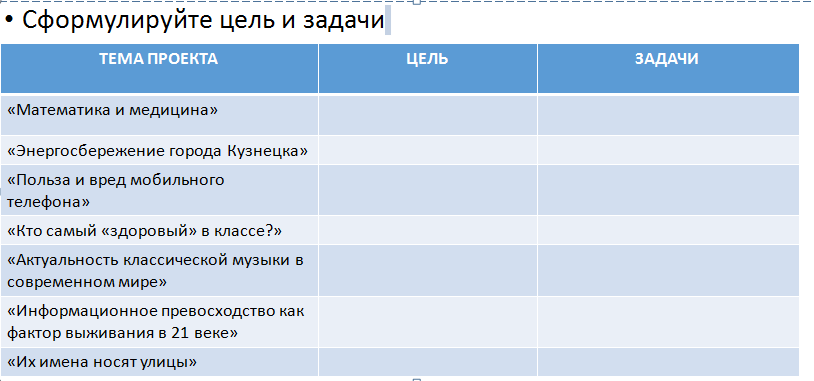 • Сформулируйте цель и задачи
ТЕМА ПРОЕКТА ЦЕЛЬ ЗАДАЧИ
«Математика и медицина»
«Энергосбережение города Кузнецка»
«Польза и вред мобильного
телефона»
«Кто самый «здоровый» в классе?»
«Актуальность классической музыки в
современном мире»
«Информационное превосходство как
фактор выживания в 21 веке»
«Их имена носят улицы»